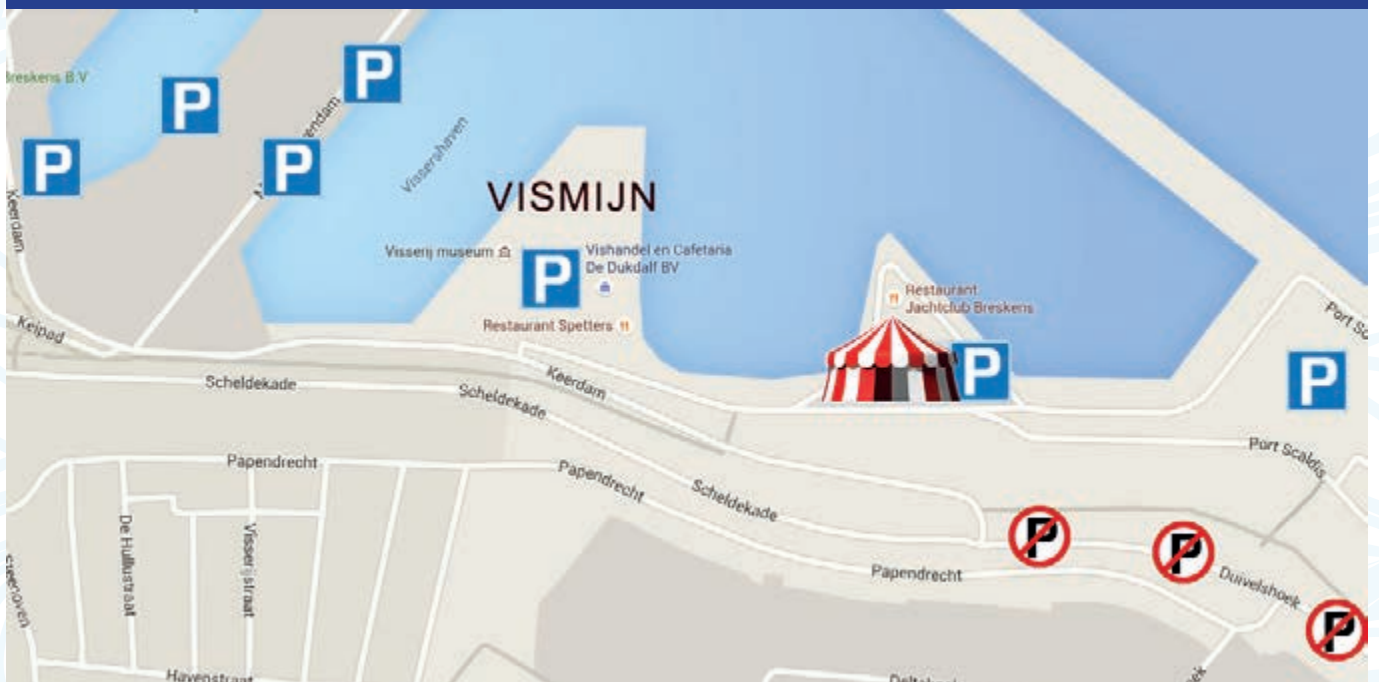 Breskens B.V
P
P
P
P
Vissershaven
VISMIJN
Keerdam
Visserij museum
P
Vishandel en Cafetaria
De Dukdalf BV
Restaurant
Jachtclub Breskens
Restaurant Spetters
Keipad
P
P
Scheldekade
Keerdam
Scheldekade
Port Scaldis
Papendrecht
Papendrecht
Scheldekade
De Hullustraat
Visserijstraat
P
P
Papendrecht
Duivelshoek
P
Havenstraat